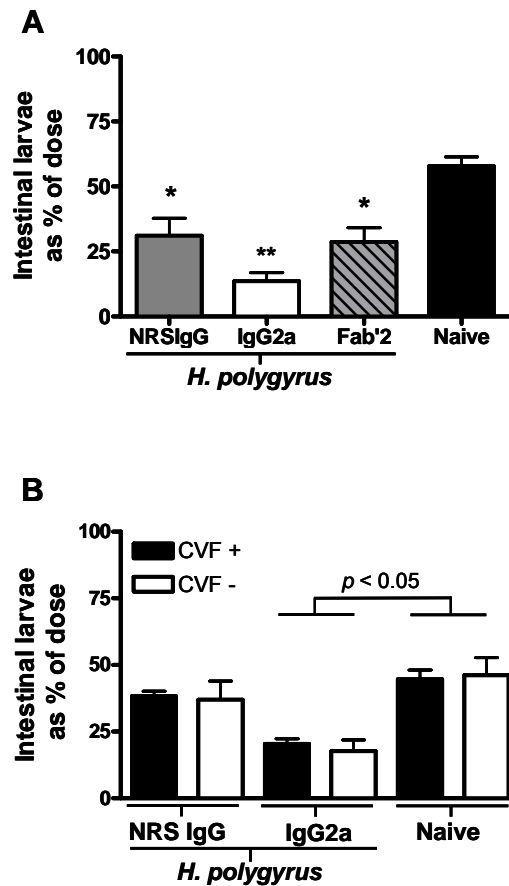 A
Intestinal larvae
as % of dose
100
75
50
25
0
*
**
*
NRSIgG IgG2a Fab'2 Naive
H. polygyrus
B
Intestinal larvae
as % of dose
100
75
50
25
0
CVF +
CVF -
p < 0.05
NRS IgG IgG2a Naive
H. polygyrus